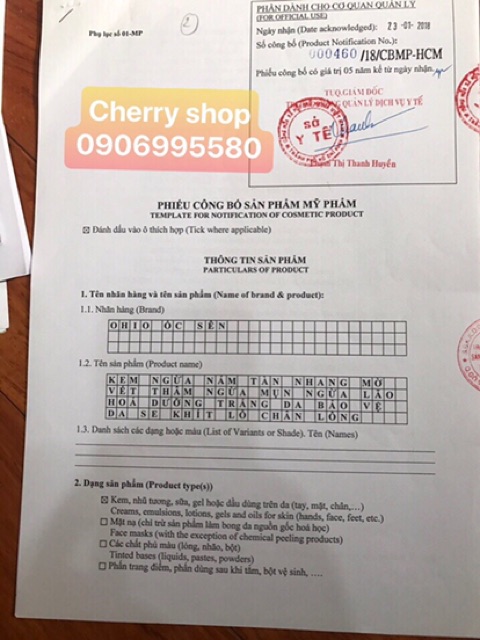 Phụ lục số 01-MP
2
PHẦN DÀNH CHO CƠ QUAN QUẢN LÝ
(FOR OFFICIAL USE)
Ngày nhận (Date acknowledged): 23 -01- 2018
Số công bố (Product Notification No.):
000460/18/CBMP-HCM
Phiếu công bố có giá trị 05 năm kể từ ngày nhận.
TUQ.GIÁM ĐỐC
QUẢN LÝ DỊCH VỤ Y TẾ
SỞ
Y TẾ
Thị Thanh Huyền
Cherry shop
0906995580
PHIẾU CÔNG BỐ SẢN PHẨM MỸ PHẨM
TEMPLATE FOR NOTIFICATION OF COSMETIC PRODUCT
☒ Đánh dấu vào ô thích hợp (Tick where applicable)
THÔNG TIN SẢN PHẨM
PARTICULARS OF PRODUCT
1. Tên nhãn hàng và tên sản phẩm (Name of brand & product):
1.1. Nhãn hàng (Brand)
OHIO ỐC SÊN
1.2. Tên sản phẩm (Product name)
KEM NGỪA NÁM TÀN NHANG MỜ
VẾT THÂM NGỪA MỤN NGỪA LÃO
HOÁ DƯỠNG TRẮNG DA BẢO VỆ
DA SE KHÍT LỖ CHÂN LÔNG
1.3. Danh sách các dạng hoặc màu (List of Variants or Shade). Tên (Names)
2. Dạng sản phẩm (Product type(s))
☒ Kem, nhũ tương, sữa, gel hoặc dầu dùng trên da (tay, mặt, chân,...)
Creams, emulsions, lotions, gels and oils for skin (hands, face, feet, etc.)
☐ Mặt nạ (chỉ trừ sản phẩm làm bong da nguồn gốc hoá học)
Face masks (with the exception of chemical peeling products)
☐ Các chất phủ màu (lỏng, nhão, bột)
Tinted bases (liquids, pastes, powders)
☐ Phấn trang điểm, phấn dùng sau khi tắm, bột vệ sinh, ....